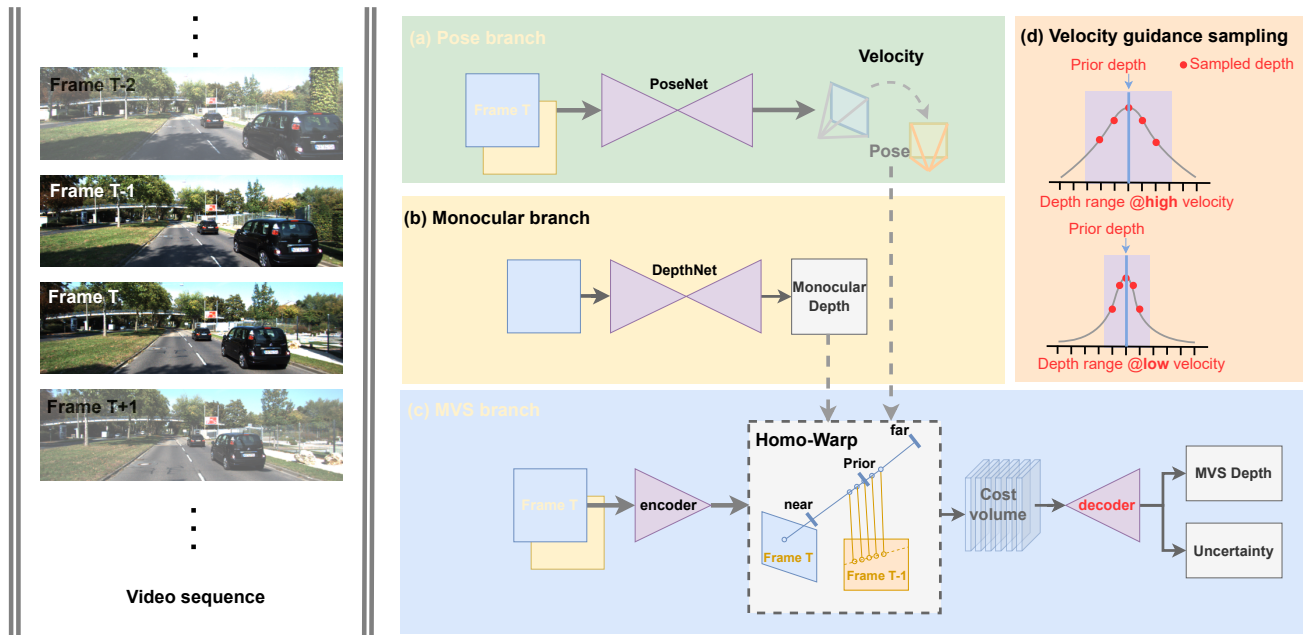 Frame T-2
Frame T-1
Frame T
Frame T+1
Video sequence
(a) Pose branch
Frame T
PoseNet
Velocity
Pose
(b) Monocular branch
DepthNet
Monocular
Depth
(c) MVS branch
Frame T
encoder
Homo-Warp
far
Prior
near
Frame T
Frame T-1
Cost
volume
decoder
MVS Depth
Uncertainty
(d) Velocity guidance sampling
Prior depth
Sampled depth
Depth range @high velocity
Prior depth
Depth range @low velocity